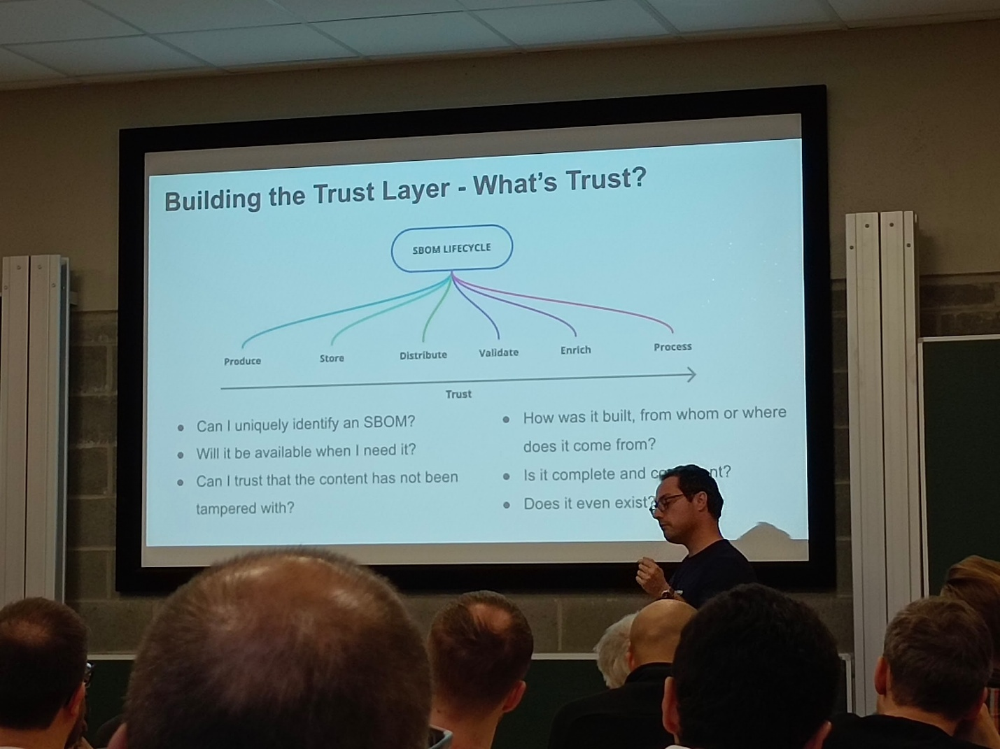 Building the Trust Layer - What's Trust?
SBOM LIFECYCLE
Produce
Store
Distribute
Validate
Enrich
Process
Trust
• Can I uniquely identify an SBOM?
• Will it be available when I need it?
• Can I trust that the content has not been
tampered with?
• How was it built, from whom or where
does it come from?
• Is it complete and
• Does it even exist?